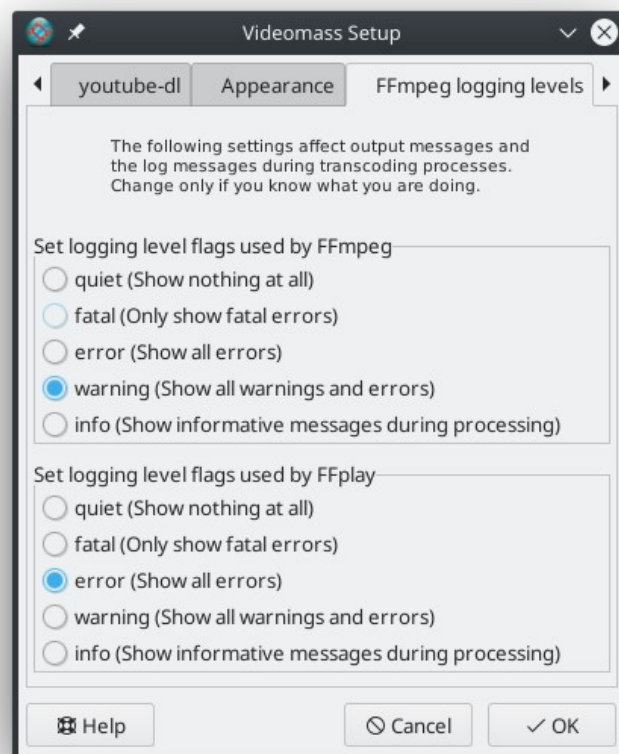 Videomass Setup
youtube-dl
Appearance
FFmpeg logging levels
The following settings affect output messages and
the log messages during transcoding processes.
Change only if you know what you are doing.
Set logging level flags used by FFmpeg
quiet (Show nothing at all)
fatal (Only show fatal errors)
error (Show all errors)
warning (Show all warnings and errors)
info (Show informative messages during processing)
Set logging level flags used by FFplay
quiet (Show nothing at all)
fatal (Only show fatal errors)
error (Show all errors)
warning (Show all warnings and errors)
info (Show informative messages during processing)
Help
Cancel
OK